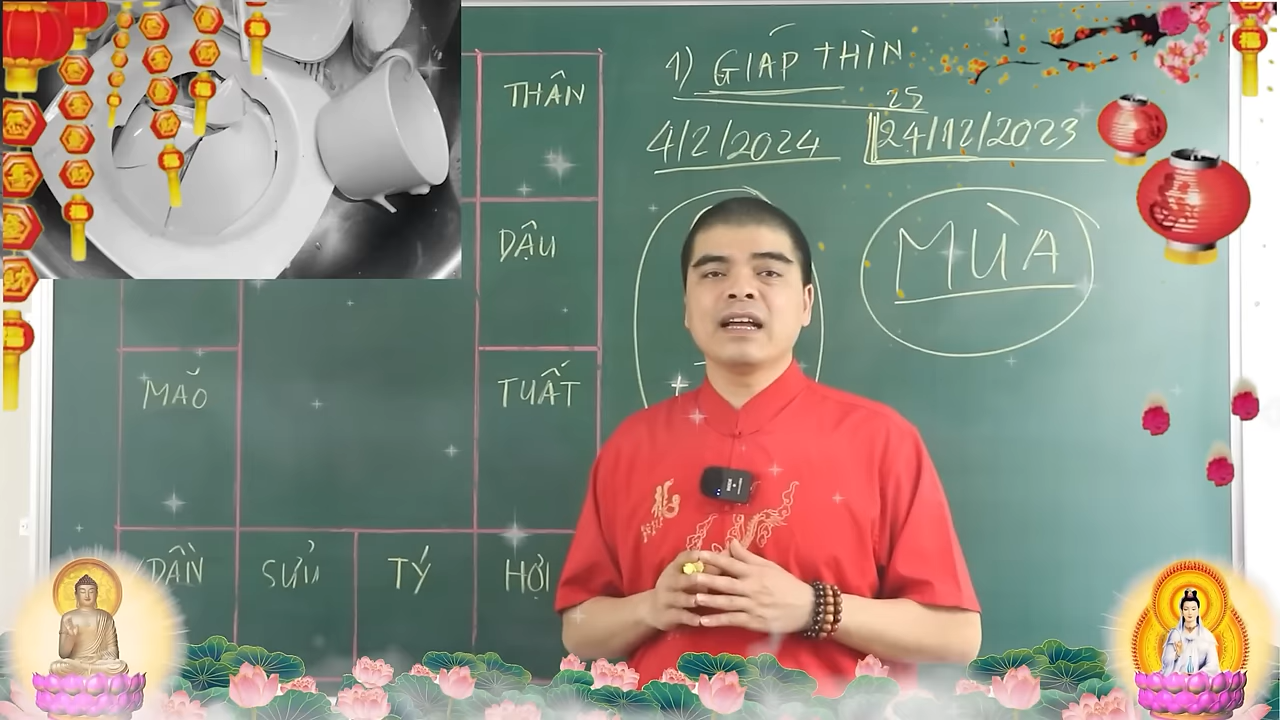 THÂN
DẬU
TUẤT
MÃO
DẦN
SỬU
TÝ
HỢI
1) GIÁP THÌN
25
4/2/2024
24/12/2023
MÙA
福